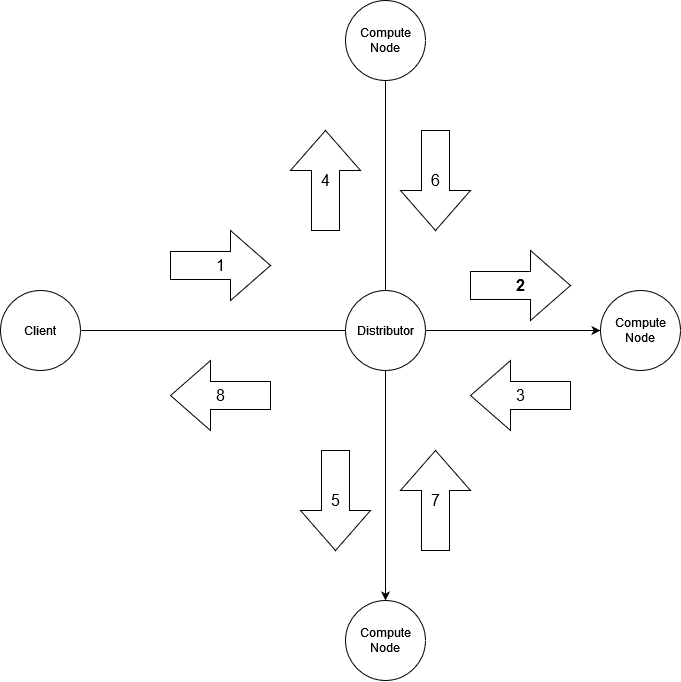 Compute
Node
4
6
1
2
Client
Distributor
Compute
Node
8
3
5
7
Compute
Node